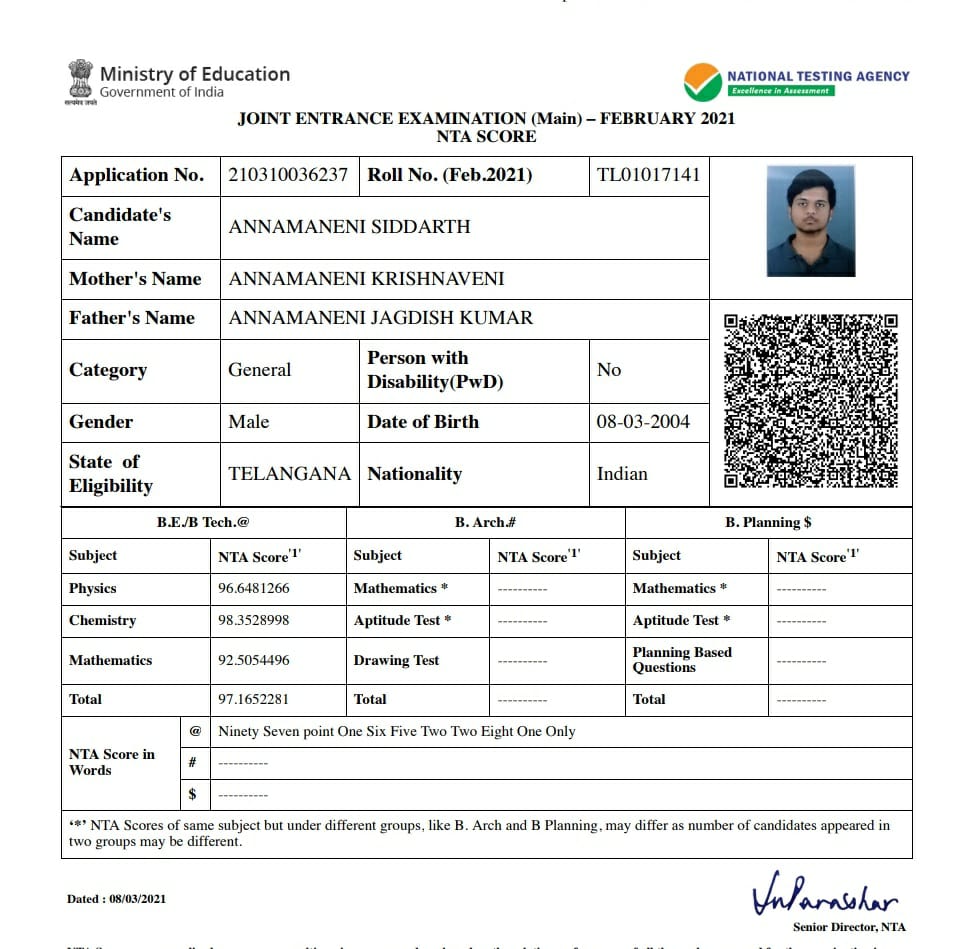 Ministry of Education
Government of India
सत्यमेव जयते
NATIONAL TESTING AGENCY
Excellence in Assessment
JOINT ENTRANCE EXAMINATION (Main) – FEBRUARY 2021
NTA SCORE
Application No. 210310036237 Roll No. (Feb.2021) TL01017141
Candidate's Name ANNAMANENI SIDDARTH
Mother's Name ANNAMANENI KRISHNAVENI
Father's Name ANNAMANENI JAGDISH KUMAR
Category General Person with Disability(PwD) No
Gender Male Date of Birth 08-03-2004
State of Eligibility TELANGANA Nationality Indian
B.E./B Tech.@ B. Arch.# B. Planning $
Subject NTA Score'1' Subject NTA Score'1' Subject NTA Score'1'
Physics 96.6481266 Mathematics * ---------- Mathematics * ----------
Chemistry 98.3528998 Aptitude Test * ---------- Aptitude Test * ----------
Mathematics 92.5054496 Drawing Test ---------- Planning Based Questions ----------
Total 97.1652281 Total ---------- Total ----------
NTA Score in Words
@ Ninety Seven point One Six Five Two Two Eight One Only
# ----------
$ ----------
‘*’ NTA Scores of same subject but under different groups, like B. Arch and B Planning, may differ as number of candidates appeared in
two groups may be different.
Dated : 08/03/2021
Senior Director, NTA